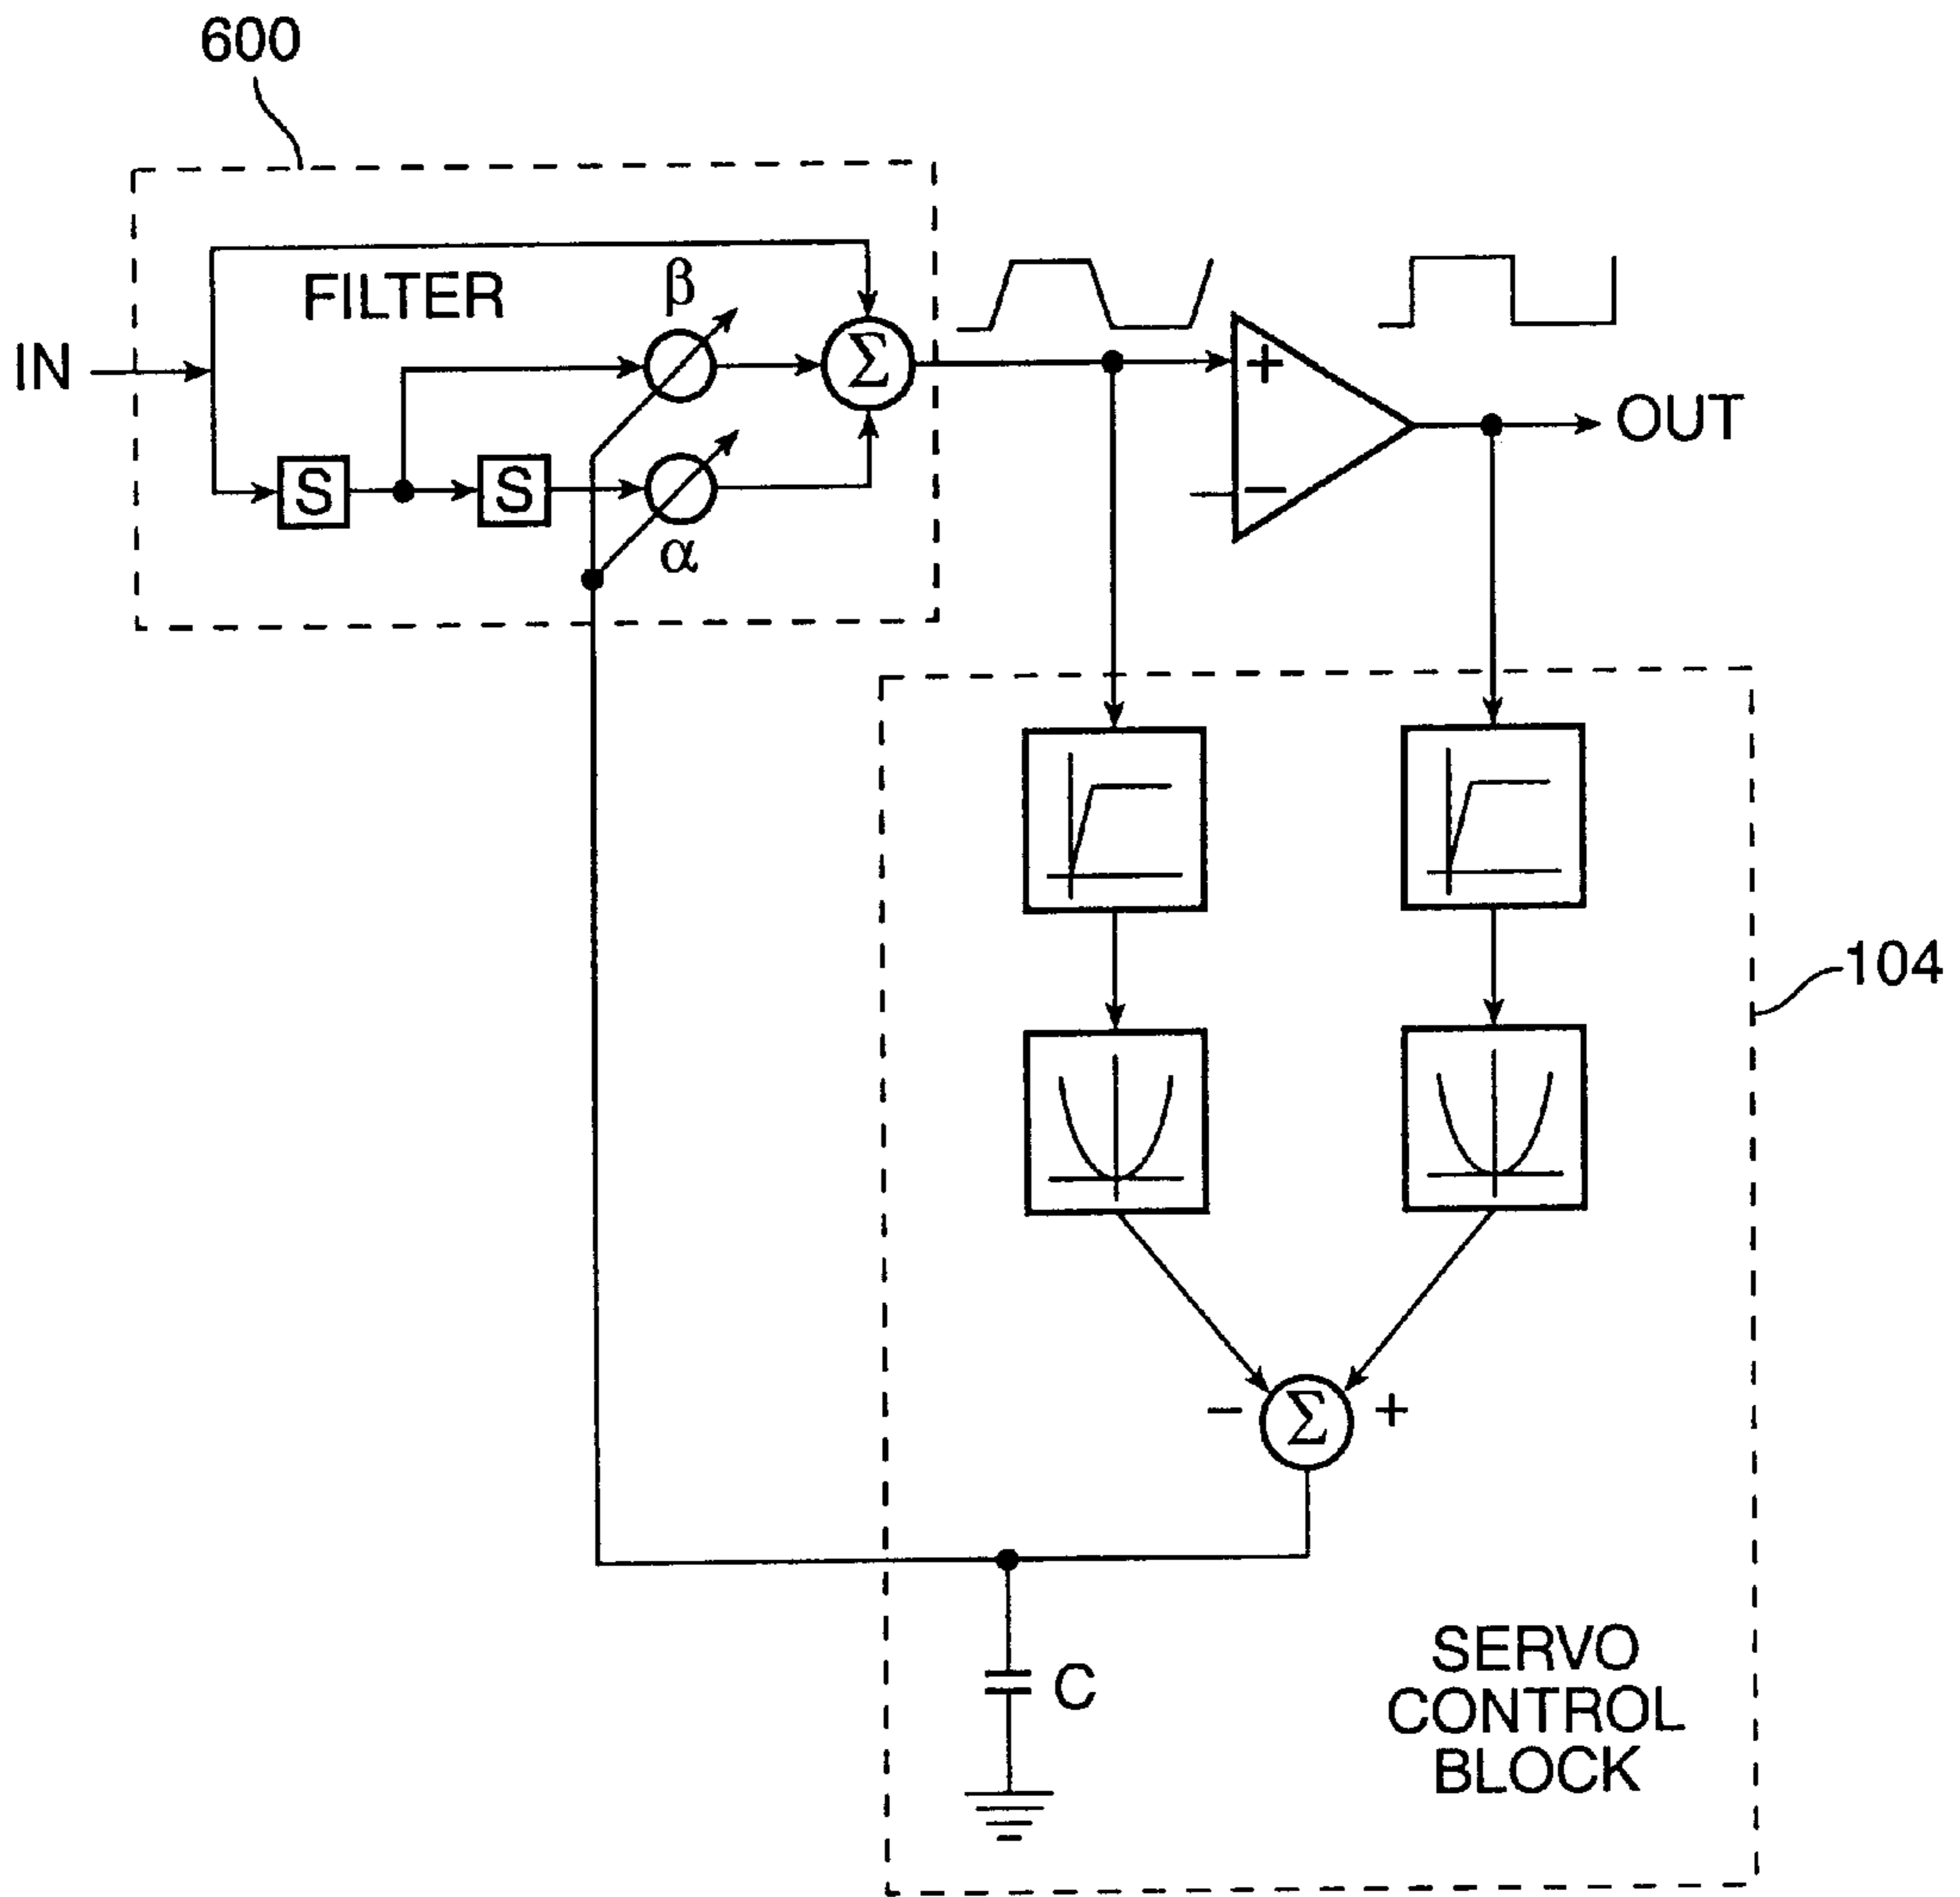 600
FILTER
β
IN
Σ
+
−
OUT
S
S
α
104
−
Σ
+
C
SERVO
CONTROL
BLOCK